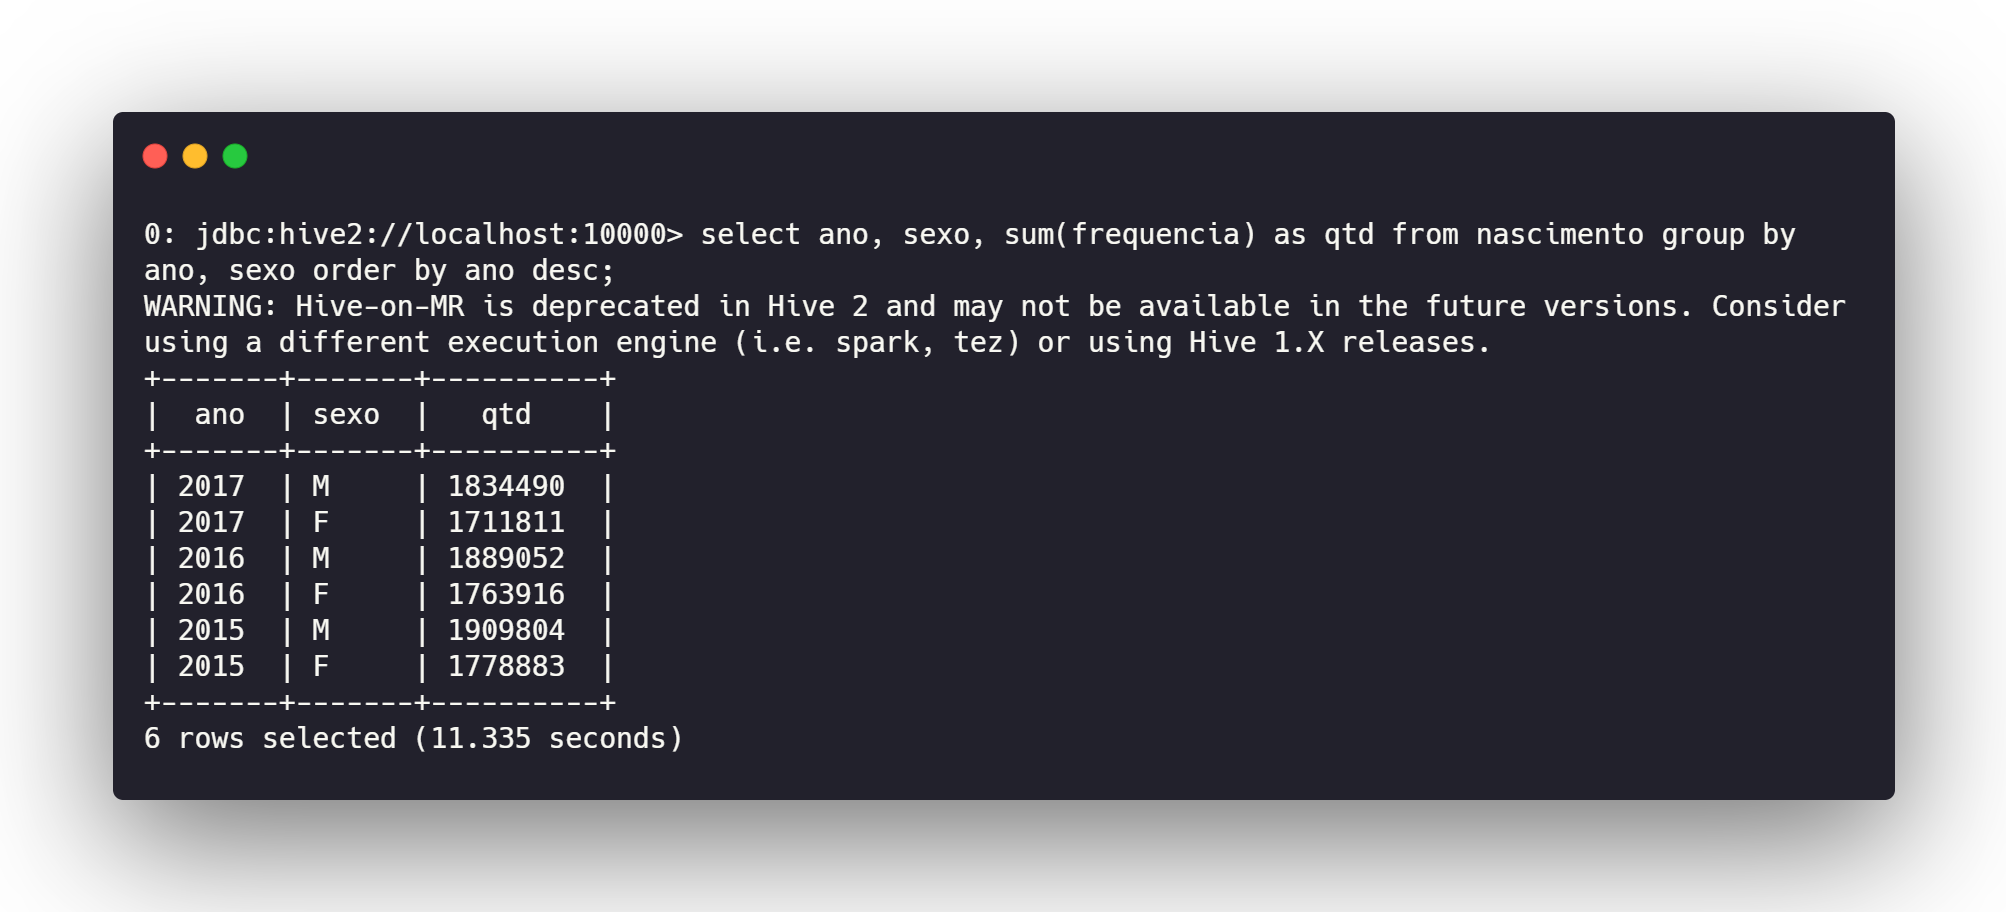 0: jdbc:hive2://localhost:10000> select ano, sexo, sum(frequencia) as qtd from nascimento group by
ano, sexo order by ano desc;
WARNING: Hive-on-MR is deprecated in Hive 2 and may not be available in the future versions. Consider
using a different execution engine (i.e. spark, tez) or using Hive 1.X releases.
+-------+-------+----------+
|  ano  | sexo  |   qtd    |
+-------+-------+----------+
| 2017  | M     | 1834490  |
| 2017  | F     | 1711811  |
| 2016  | M     | 1889052  |
| 2016  | F     | 1763916  |
| 2015  | M     | 1909804  |
| 2015  | F     | 1778883  |
+-------+-------+----------+
6 rows selected (11.335 seconds)